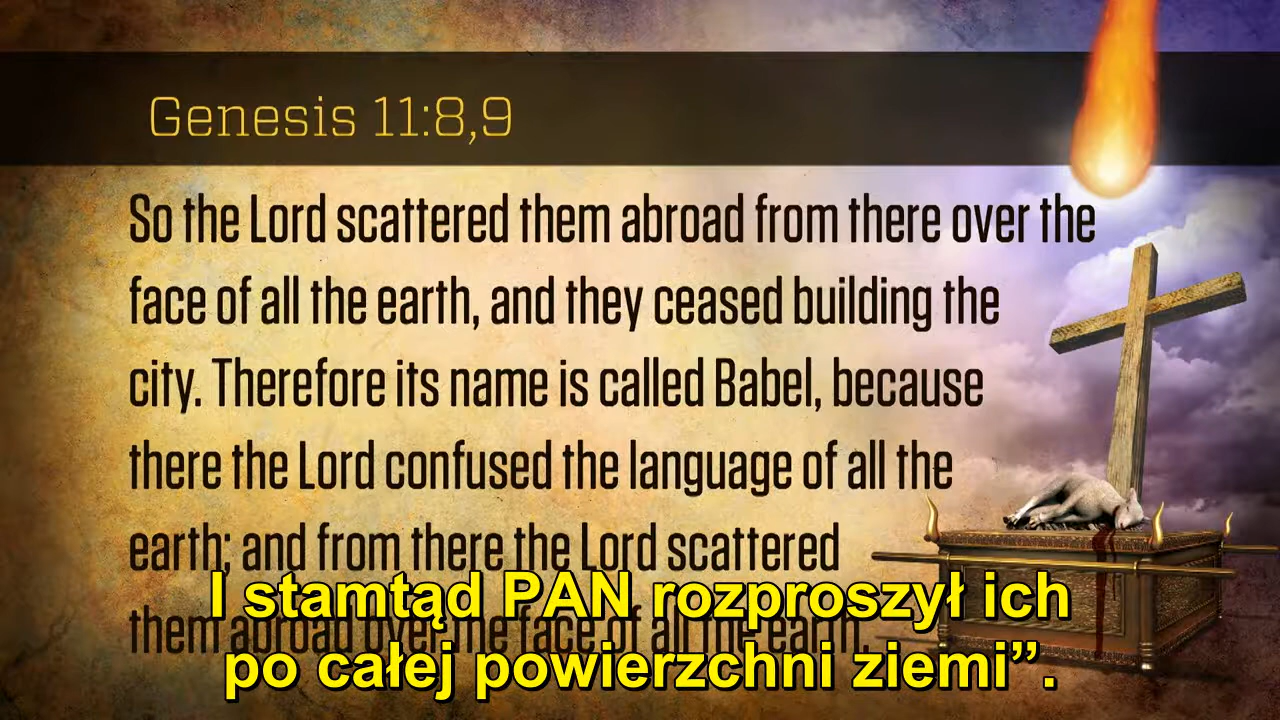 Genesis 11:8,9
So the Lord scattered them abroad from there over the
face of all the earth, and they ceased building the
city. Therefore its name is called Babel, because
there the Lord confused the language of all the
earth; and from there the Lord scattered
them abroad over the face of all the earth.
I stamtąd PAN rozproszył ich
po całej powierzchni ziemi”.